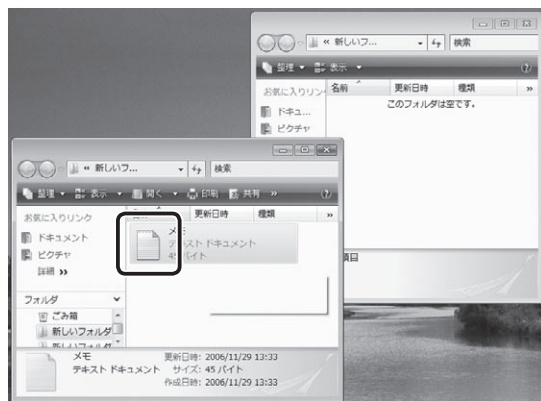 « 新しいフ...
検索
整理 ▼ 表示 ▼
お気に入りリン
名前 更新日時 種類 »
このフォルダは空です。
ドキュ...
ピクチャ
項目
« 新しいフ...
検索
整理 ▼ 表示 ▼ 開く ▼ 印刷 共有 »
お気に入りリンク
更新日時 種類 »
ドキュメント
ピクチャ
詳細 »
メモ
テキスト ドキュメント
45 バイト
フォルダ
ごみ箱
新しいフォルダ
新しいフォルダ
メモ 更新日時: 2006/11/29 13:33
テキスト ドキュメント サイズ: 45 バイト
作成日時: 2006/11/29 13:33